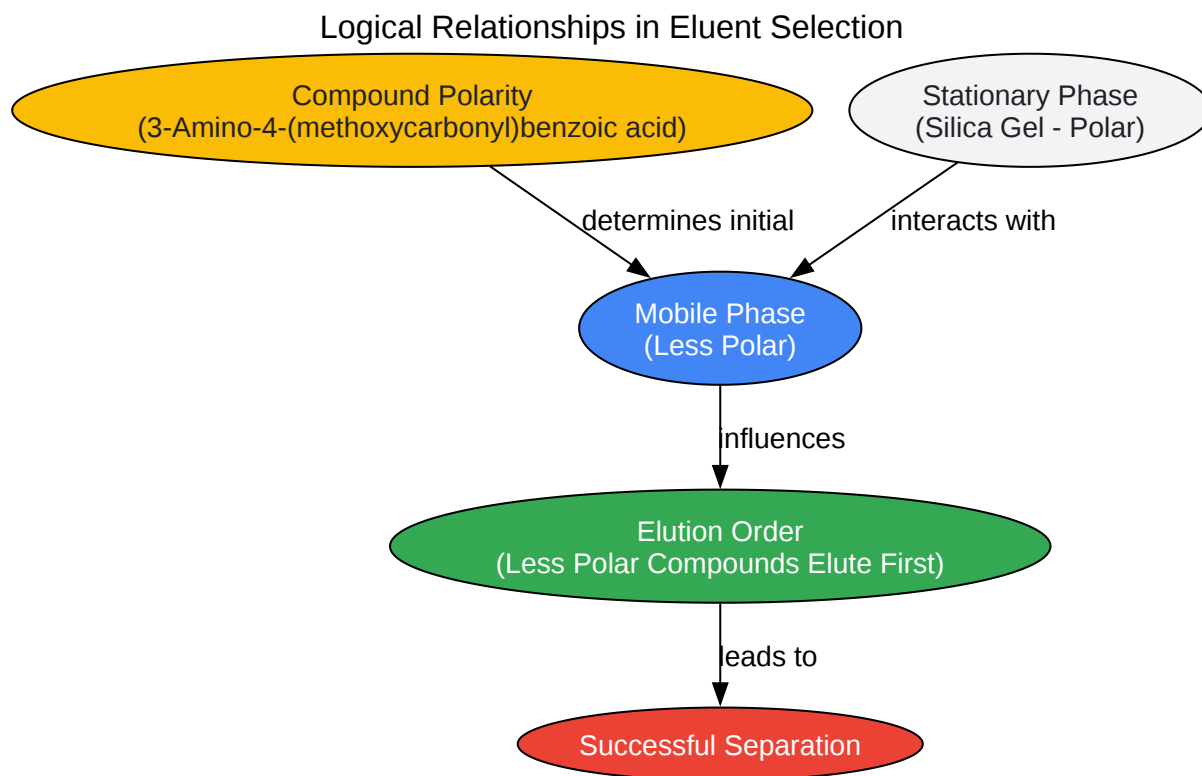 Logical Relationships in Eluent Selection
Compound Polarity
(3-Amino-4-(methoxycarbonyl)benzoic acid)
Stationary Phase
(Silica Gel - Polar)
determines initial
interacts with
Mobile Phase
(Less Polar)
influences
Elution Order
(Less Polar Compounds Elute First)
leads to
Successful Separation